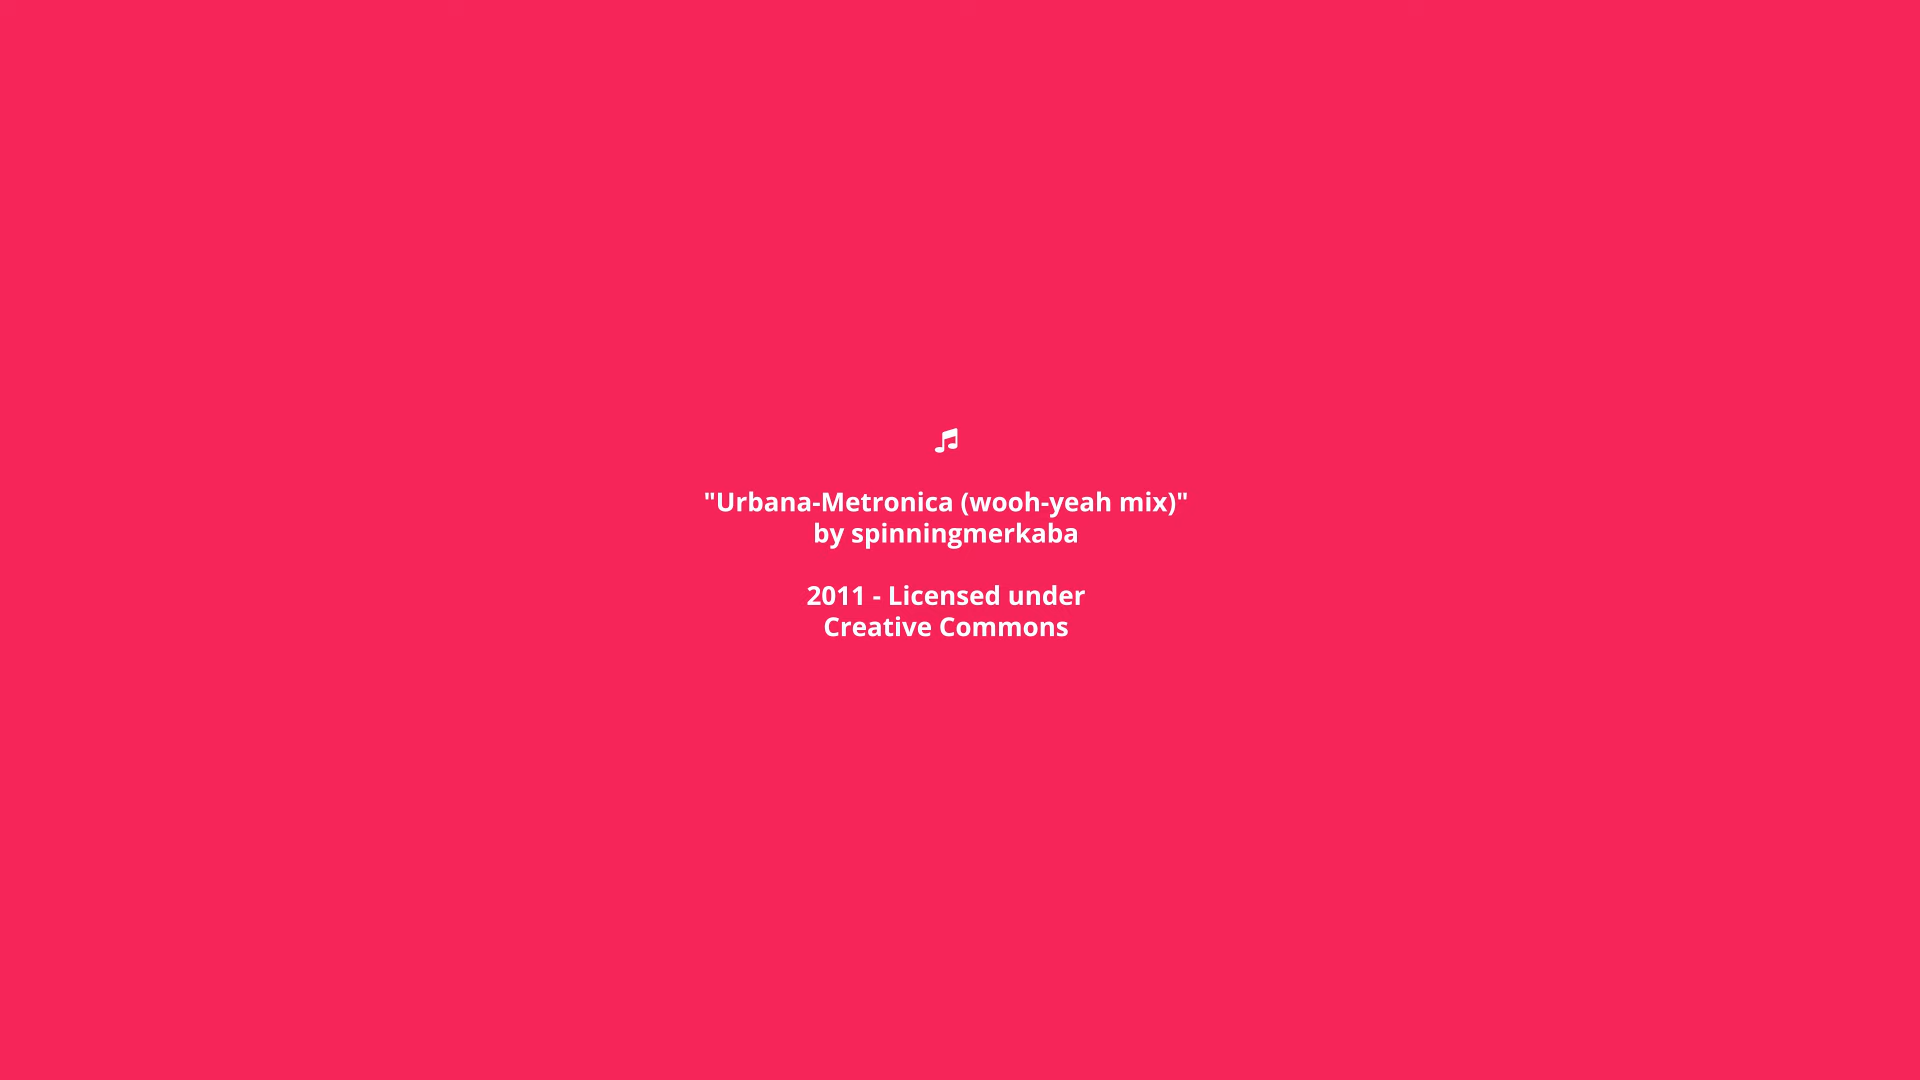 "Urbana-Metronica (wooh-yeah mix)"
by spinningmerkaba
2011 - Licensed under
Creative Commons